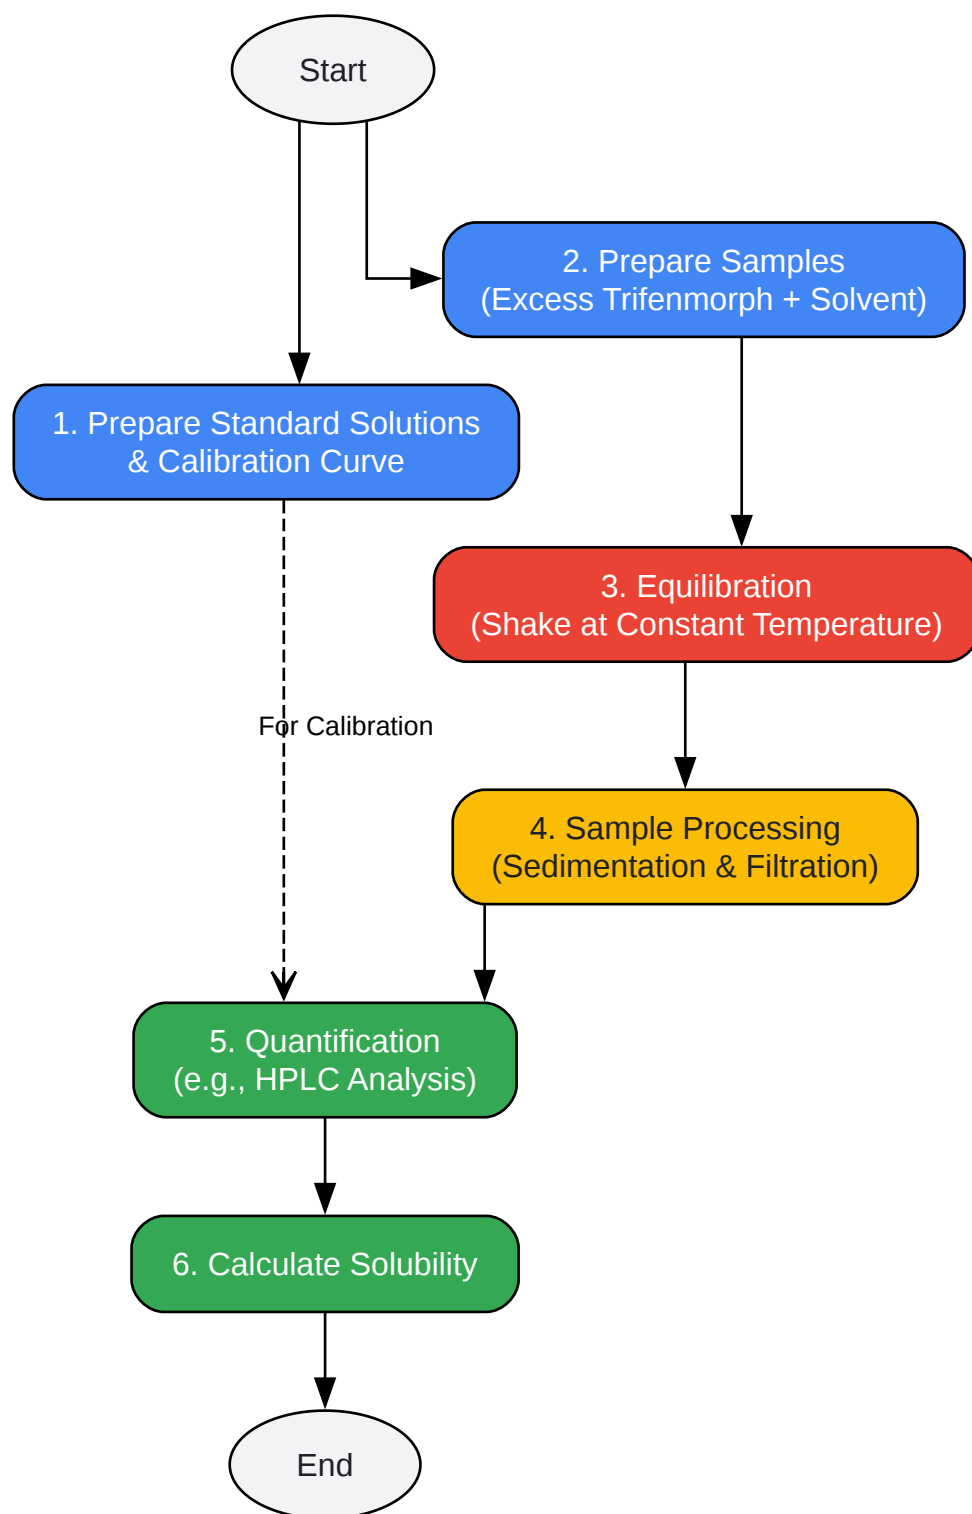 Start
2. Prepare Samples
(Excess Trifenmorph + Solvent)
1. Prepare Standard Solutions
& Calibration Curve
3. Equilibration
(Shake at Constant Temperature)
For Calibration
4. Sample Processing
(Sedimentation & Filtration)
5. Quantification
(e.g., HPLC Analysis)
6. Calculate Solubility
End